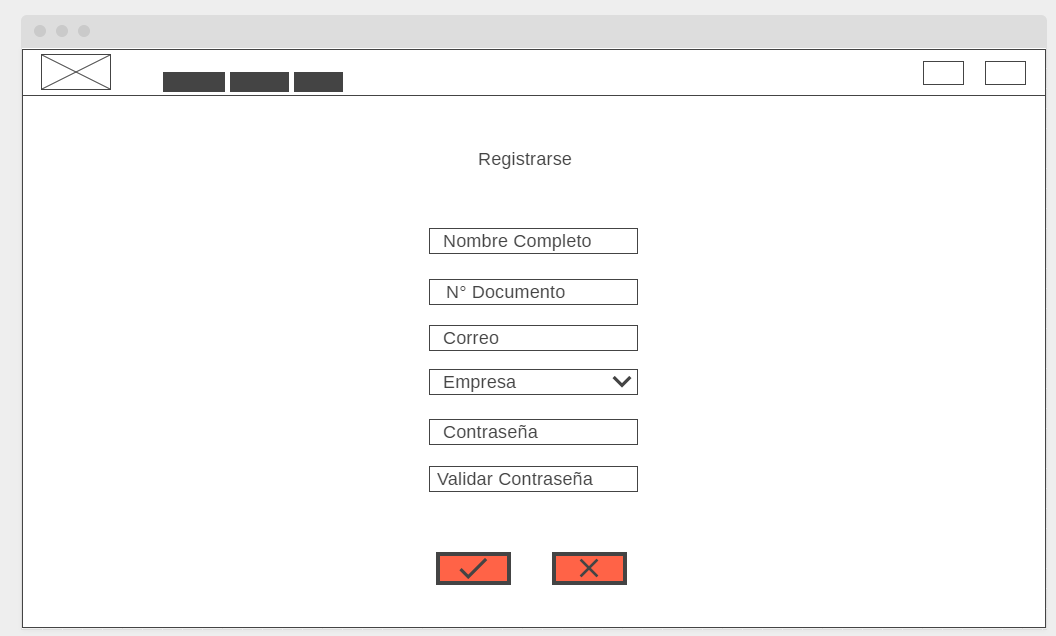 Registrarse
Nombre Completo
N° Documento
Correo
Empresa
Contraseña
Validar Contraseña